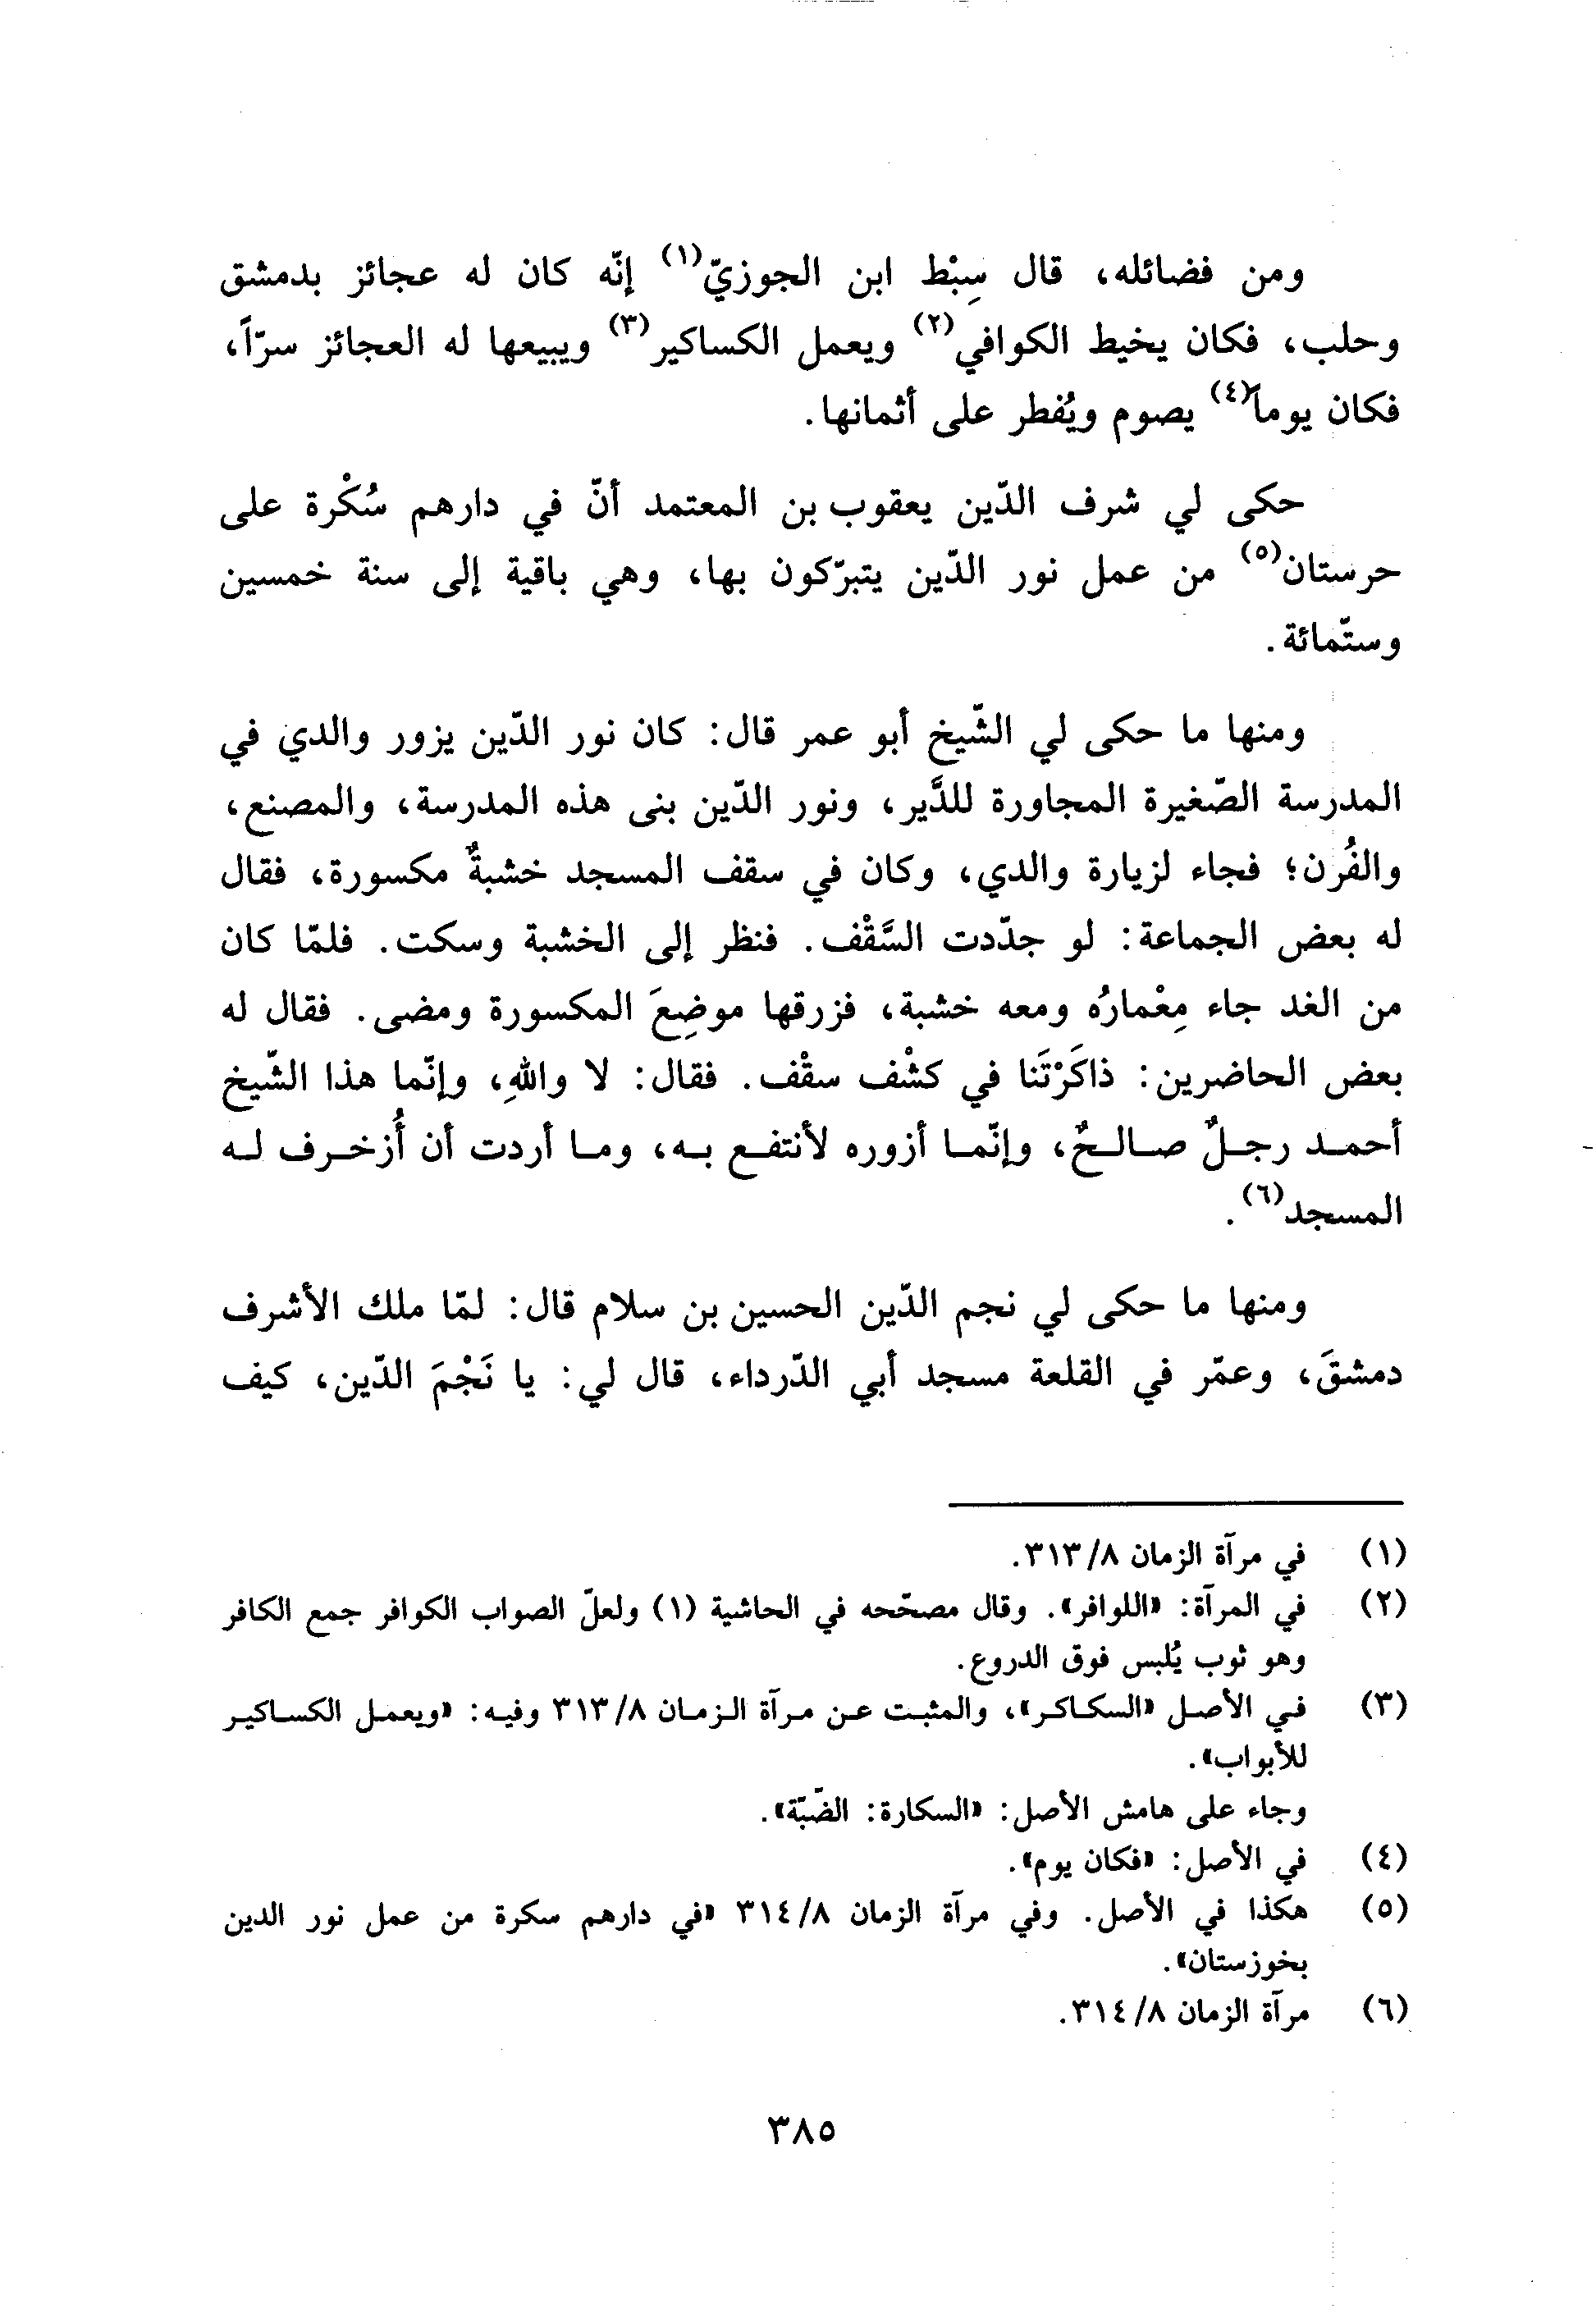 ومن فضائله، قال سِبْط ابن الجوزيّ(١) إنّه كان له عجائز بدمشق
وحلب، فكان يخيط الكوافي(٢) ويعمل الكساكير(٣) ويبيعها له العجائز سرّاً،
فكان يوماً(٤) يصوم ويُفطر على أثمانها.
حكى لي شرف الدّين يعقوب بن المعتمد أنّ في دارهم سُكْرة على
حرستان(٥) من عمل نور الدّين يتبرّكون بها، وهي باقية إلى سنة خمسين
وستّمائة.
ومنها ما حكى لي الشّيخ أبو عمر قال: كان نور الدّين يزور والدي في
المدرسة الصّغيرة المجاورة للدَّير، ونور الدّين بنى هذه المدرسة، والمصنع،
والفُرن؛ فجاء لزيارة والدي، وكان في سقف المسجد خشبةٌ مكسورة، فقال
له بعض الجماعة: لو جدّدت السَّقْف. فنظر إلى الخشبة وسكت. فلمّا كان
من الغد جاء مِعْمارُه ومعه خشبة، فزرقها موضِعَ المكسورة ومضى. فقال له
بعض الحاضرين: ذاكَرْتَنا في كشْف سقْف. فقال: لا واللهِ، وإنّما هذا الشّيخ
أحمد رجلٌ صالحٌ، وإنّما أزوره لأنتفع به، وما أردت أن أُزخرف له
المسجد(٦).
ومنها ما حكى لي نجم الدّين الحسين بن سلام قال: لمّا ملك الأشرف
دمشقَ، وعمّر في القلعة مسجد أبي الدّرداء، قال لي: يا نَجْمَ الدّين، كيف
(١) في مرآة الزمان ٣١٣/٨.
(٢) في المرآة: «اللوافر». وقال مصحّحه في الحاشية (١) ولعلّ الصواب الكوافر جمع الكافر
وهو ثوب يُلبس فوق الدروع.
(٣) في الأصل «السكاكر»، والمثبت عن مرآة الزمان ٣١٣/٨ وفيه: «ويعمل الكساكير
للأبواب».
وجاء على هامش الأصل: «السكارة: الضّبّة».
(٤) في الأصل: «فكان يوم».
(٥) هكذا في الأصل. وفي مرآة الزمان ٣١٤/٨ «في دارهم سكرة من عمل نور الدين
بخوزستان».
(٦) مرآة الزمان ٣١٤/٨.
٣٨٥